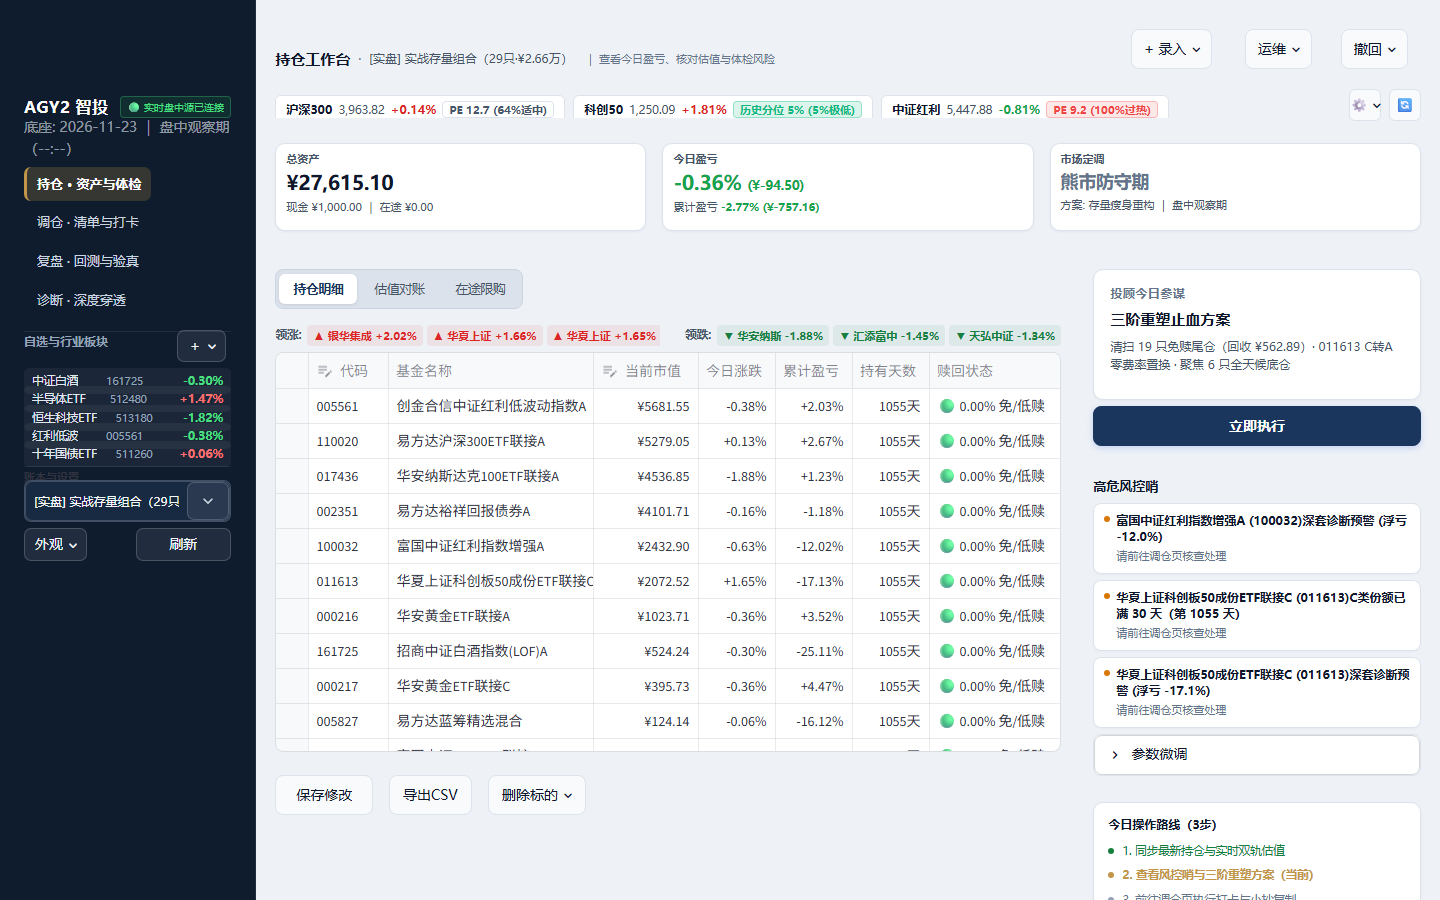 AGY2 智投
实时盘中源已连接
底座: 2026-11-23 | 盘中观察期
(--:--)
持仓 • 资产与体检
调仓 · 清单与打卡
复盘 · 回测与验真
诊断 · 深度穿透
自选与行业板块
+
中证白酒 161725 -0.30%
半导体ETF 512480 +1.47%
恒生科技ETF 513180 -1.82%
红利低波 005561 -0.38%
十年国债ETF 511260 +0.06%
账本与设置
[实盘] 实战存量组合（29只
外观
刷新
持仓工作台 · [实盘] 实战存量组合（29只·¥2.66万） | 查看今日盈亏、核对估值与体检风险
+ 录入
运维
撤回
沪深300 3,963.82 +0.14% PE 12.7 (64%适中)
科创50 1,250.09 +1.81% 历史分位 5% (5%极低)
中证红利 5,447.88 -0.81% PE 9.2 (100%过热)
总资产
¥27,615.10
现金 ¥1,000.00 | 在途 ¥0.00
今日盈亏
-0.36% (¥-94.50)
累计盈亏 -2.77% (¥-757.16)
市场定调
熊市防守期
方案: 存量瘦身重构 | 盘中观察期
持仓明细
估值对账
在途限购
领涨: ▲ 银华集成 +2.02% ▲ 华夏上证 +1.66% ▲ 华夏上证 +1.65%
领跌: ▼ 华安纳斯 -1.88% ▼ 汇添富中 -1.45% ▼ 天弘中证 -1.34%
代码 基金名称 当前市值 今日涨跌 累计盈亏 持有天数 赎回状态
005561 创金合信中证红利低波动指数A ¥5681.55 -0.38% +2.03% 1055天 0.00% 免/低赎
110020 易方达沪深300ETF联接A ¥5279.05 +0.13% +2.67% 1055天 0.00% 免/低赎
017436 华安纳斯达克100ETF联接A ¥4536.85 -1.88% +1.23% 1055天 0.00% 免/低赎
002351 易方达裕祥回报债券A ¥4101.71 -0.16% -1.18% 1055天 0.00% 免/低赎
100032 富国中证红利指数增强A ¥2432.90 -0.63% -12.02% 1055天 0.00% 免/低赎
011613 华夏上证科创板50成份ETF联接C ¥2072.52 +1.65% -17.13% 1055天 0.00% 免/低赎
000216 华安黄金ETF联接A ¥1023.71 -0.36% +3.52% 1055天 0.00% 免/低赎
161725 招商中证白酒指数(LOF)A ¥524.24 -0.30% -25.11% 1055天 0.00% 免/低赎
000217 华安黄金ETF联接C ¥395.73 -0.36% +4.47% 1055天 0.00% 免/低赎
005827 易方达蓝筹精选混合 ¥124.14 -0.06% -16.12% 1055天 0.00% 免/低赎
保存修改
导出CSV
删除标的
投顾今日参谋
三阶重塑止血方案
清扫 19 只免赎尾仓（回收 ¥562.89）· 011613 C转A
零费率置换 · 聚焦 6 只全天候底仓
立即执行
高危风控哨
富国中证红利指数增强A (100032)深套诊断预警 (浮亏
-12.0%)
请前往调仓页核查处理
华夏上证科创板50成份ETF联接C (011613)C类份额已
满 30 天（第 1055 天）
请前往调仓页核查处理
华夏上证科创板50成份ETF联接C (011613)深套诊断预
警 (浮亏 -17.1%)
请前往调仓页核查处理
参数微调
今日操作路线（3步）
1. 同步最新持仓与实时双轨估值
2. 查看风控哨与三阶重塑方案（当前）
3. 前往调仓页执行打卡与小抄复制